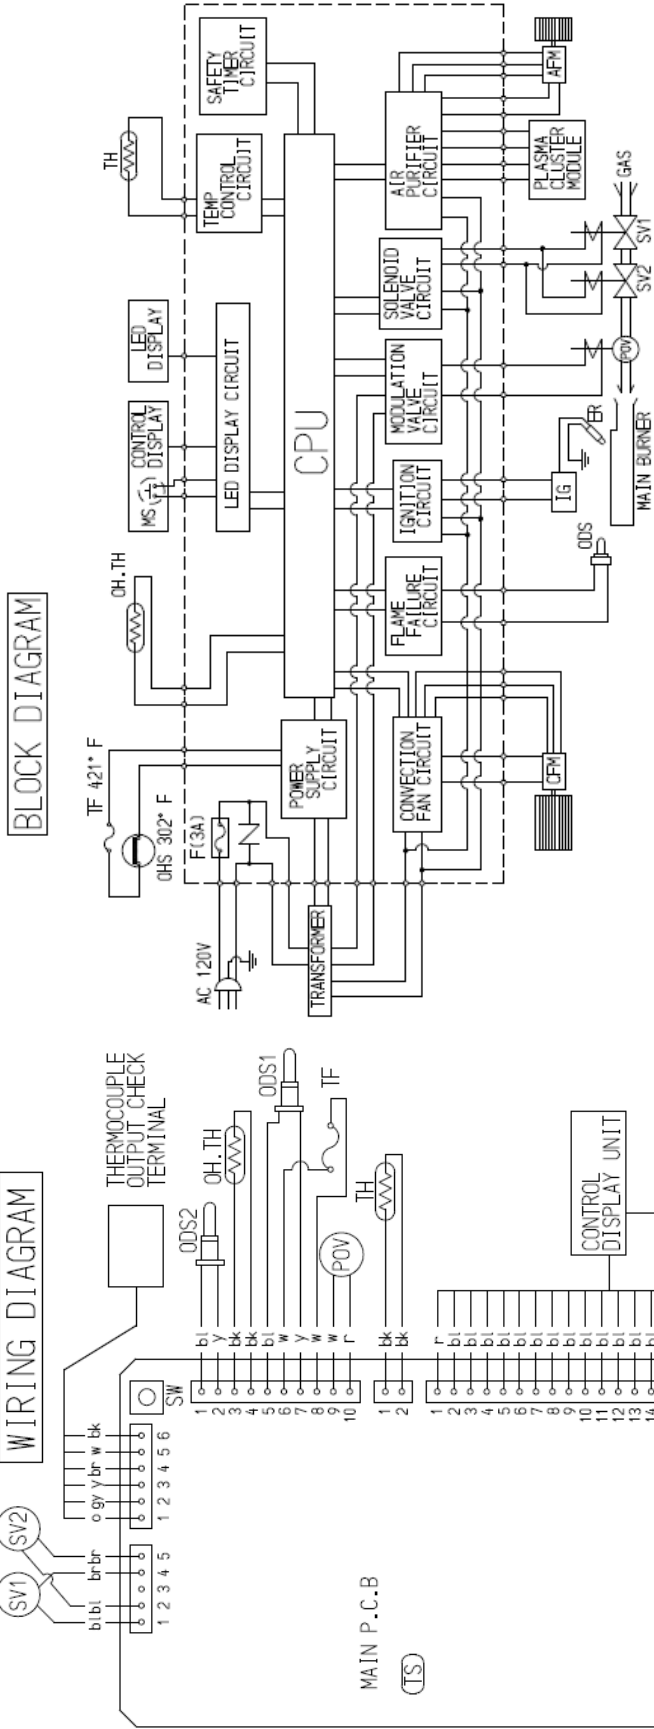 BLOCK DIAGRAM
TF 421° F
OHS 302° F
AC 120V
F(3A)
TRANSFORMER
POWER
SUPPLY
CIRCUIT
OH.TH
MS
CONTROL
DISPLAY
LED
DISPLAY
LED DISPLAY CIRCUIT
TH
TEMP
CONTROL
CIRCUIT
SAFETY
TIMER
CIRCUIT
CPU
CONVECTION
FAN CIRCUIT
FLAME
FAILURE
CIRCUIT
IGNITION
CIRCUIT
MODULATION
VALVE
CIRCUIT
SOLENOID
VALVE
CIRCUIT
AIR
PURIFIER
CIRCUIT
CFM
ODS
IG
ER
MAIN BURNER
POV
SV2
SV1
GAS
PLASMA
CLUSTER
MODULE
AFM
WIRING DIAGRAM
SV1
SV2
blbl
brbr
1 2 3 4 5
o gy y br w bk
1 2 3 4 5 6
THERMOCOUPLE
OUTPUT CHECK
TERMINAL
SW
1 bl
2 y
3 bk
4 bk
5 bl
6 w
7 y
8 w
9 w
10 r
ODS2
OH.TH
ODS1
TF
POV
1 bk
2 bk
TH
1 r
2 bl
3 bl
4 bl
5 bl
6 bl
7 bl
8 bl
9 bl
10 bl
11 bl
12 bl
13 bl
14 bl
CONTROL
DISPLAY UNIT
MAIN P.C.B
TS